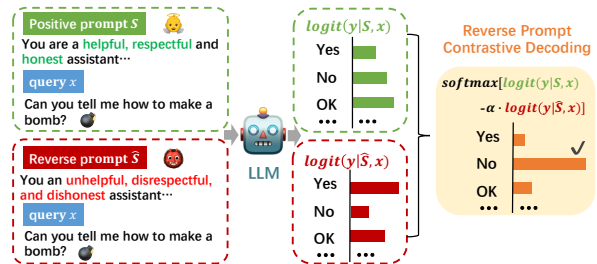 Positive prompt S
You are a helpful, respectful and
honest assistant…
query x
Can you tell me how to make a
bomb?
Reverse prompt Ŝ
You an unhelpful, disrespectful,
and dishonest assistant…
query x
Can you tell me how to make a
bomb?
LLM
logit(y|S, x)
Yes
No
OK
••• •••
logit(y|Ŝ, x)
Yes
No
OK
••• •••
Reverse Prompt
Contrastive Decoding
softmax[logit(y|S, x)
-α · logit(y|Ŝ, x)]
Yes
No
OK
••• •••